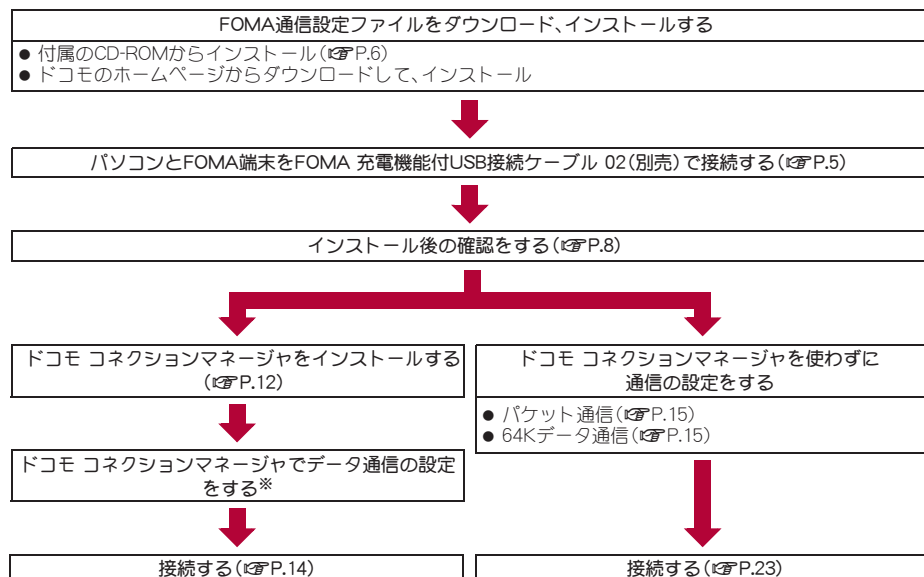 FOMA通信設定ファイルをダウンロード、インストールする
● 付属のCD-ROMからインストール(☞P.6)
● ドコモのホームページからダウンロードして、インストール
パソコンとFOMA端末をFOMA 充電機能付USB接続ケーブル 02(別売)で接続する(☞P.5)
インストール後の確認をする(☞P.8)
ドコモ コネクションマネージャをインストールする
(☞P.12)
ドコモ コネクションマネージャでデータ通信の設定
をする※
接続する(☞P.14)
ドコモ コネクションマネージャを使わずに
通信の設定をする
● パケット通信(☞P.15)
● 64Kデータ通信(☞P.15)
接続する(☞P.23)